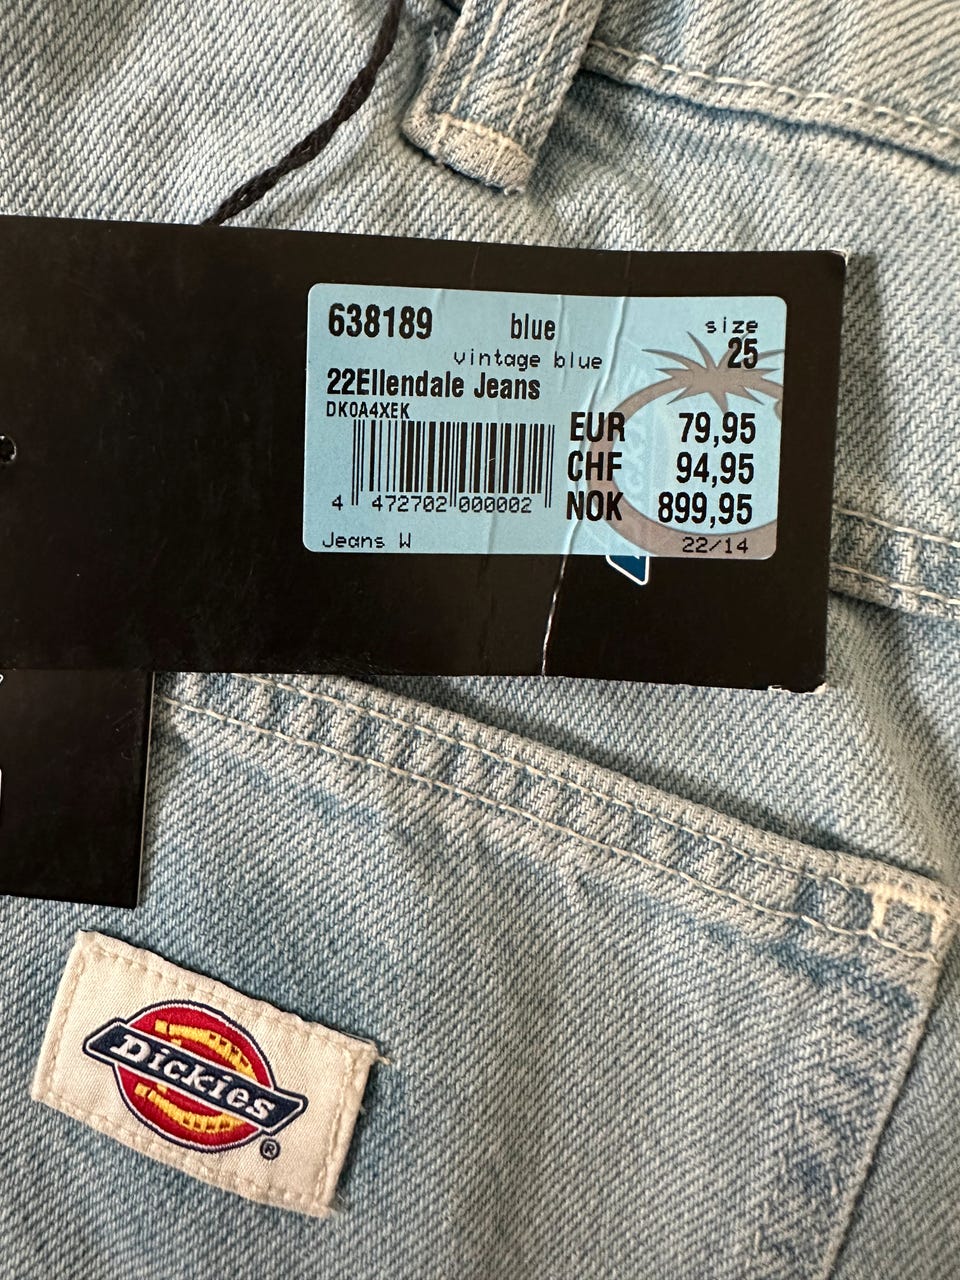 638189 blue size
vintage blue 25
22Ellendale Jeans
DK0A4XEK
EUR 79,95
CHF 94,95
NOK 899,95
4 472702 000002
Jeans W 22/14
Dickies ®